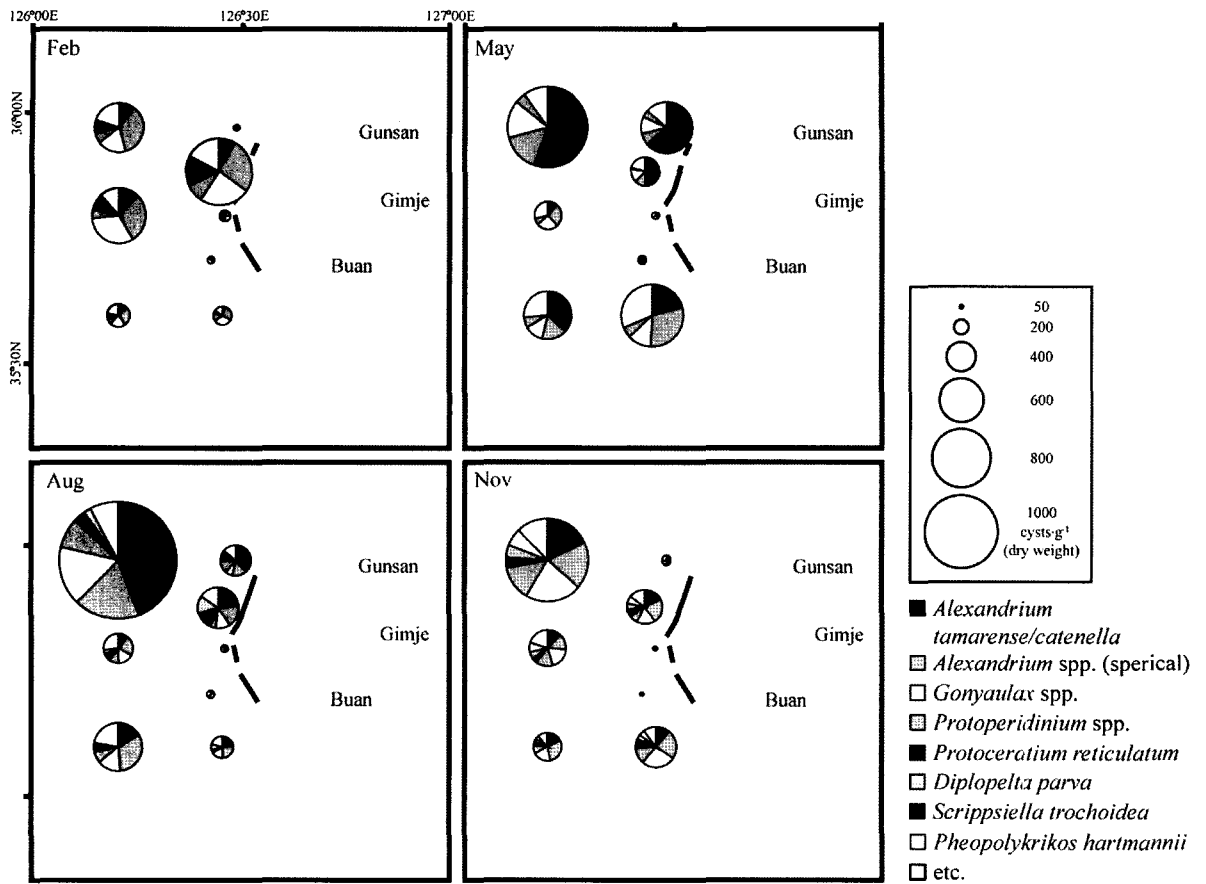 126°00E
126°30E
127°00E
36°00N
35°30N
Feb
Gunsan
Gimje
Buan
May
Gunsan
Gimje
Buan
Aug
Gunsan
Gimje
Buan
Nov
Gunsan
Gimje
Buan
50
200
400
600
800
1000
cysts·g⁻¹
(dry weight)
Alexandrium
tamarense/catenella
Alexandrium spp. (sperical)
Gonyaulax spp.
Protoperidinium spp.
Protoceratium reticulatum
Diplopelta parva
Scrippsiella trochoidea
Pheopolykrikos hartmannii
etc.